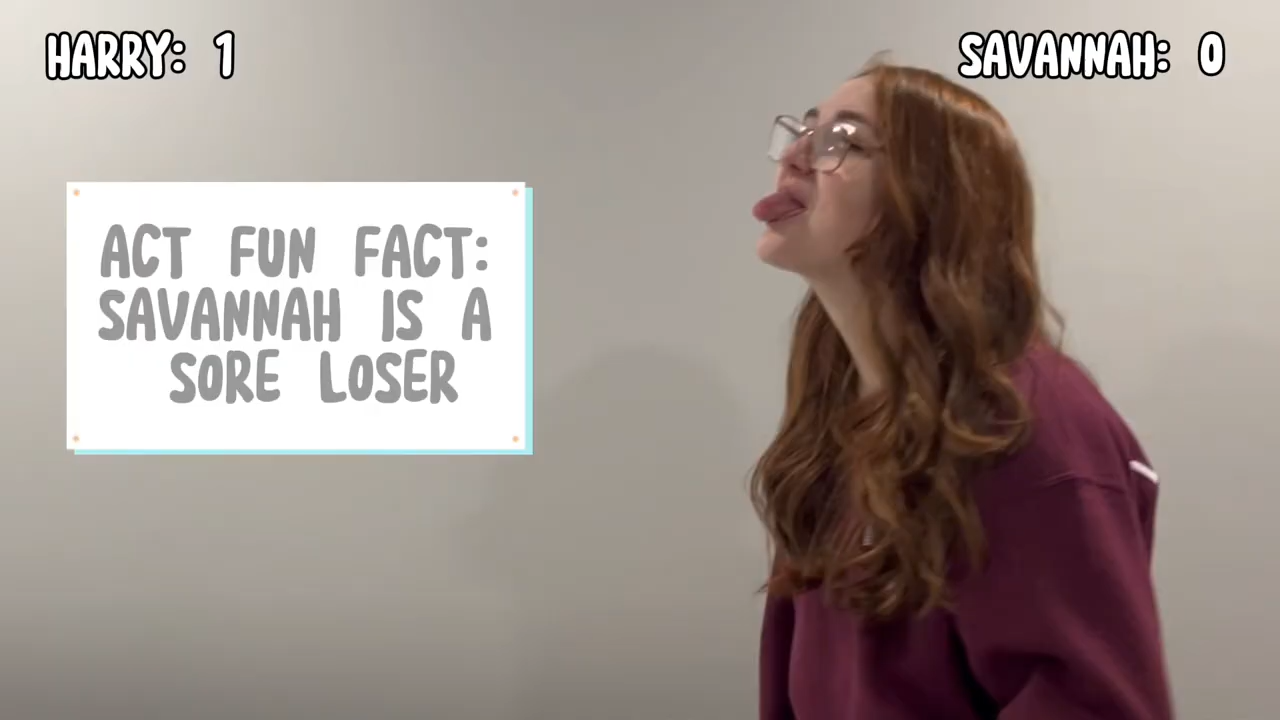 HARRY: 1
SAVANNAH: 0
ACT FUN FACT:
SAVANNAH IS A
SORE LOSER